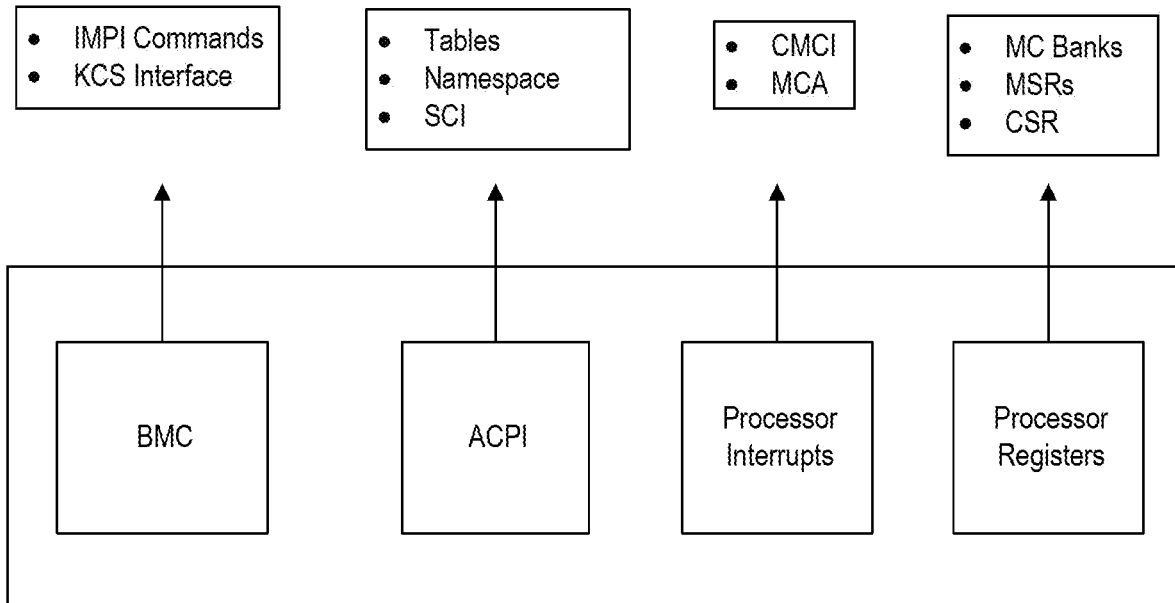 • IMPI Commands
• KCS Interface
• Tables
• Namespace
• SCI
• CMCI
• MCA
• MC Banks
• MSRs
• CSR
BMC
ACPI
Processor
Interrupts
Processor
Registers